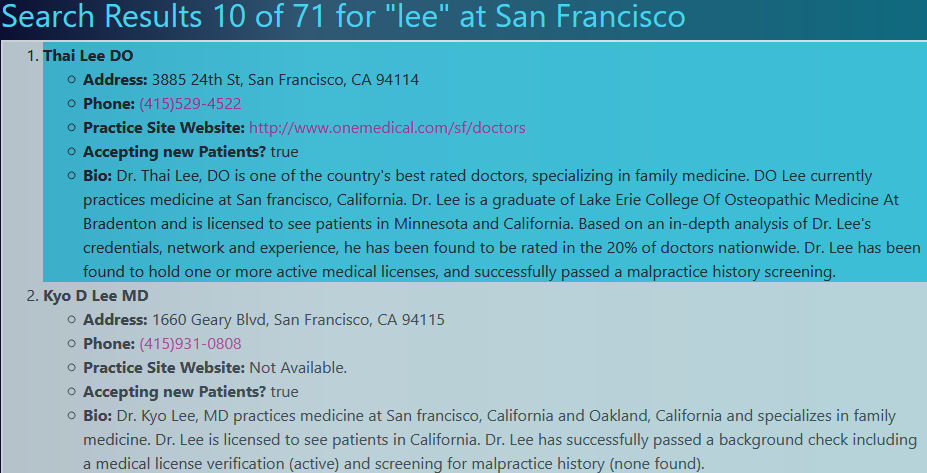 Search Results 10 of 71 for "lee" at San Francisco
1. Thai Lee DO
Address: 3885 24th St, San Francisco, CA 94114
Phone: (415)529-4522
Practice Site Website: http://www.onemedical.com/sf/doctors
Accepting new Patients? true
Bio: Dr. Thai Lee, DO is one of the country's best rated doctors, specializing in family medicine. DO Lee currently
practices medicine at San francisco, California. Dr. Lee is a graduate of Lake Erie College Of Osteopathic Medicine At
Bradenton and is licensed to see patients in Minnesota and California. Based on an in-depth analysis of Dr. Lee's
credentials, network and experience, he has been found to be rated in the 20% of doctors nationwide. Dr. Lee has been
found to hold one or more active medical licenses, and successfully passed a malpractice history screening.
2. Kyo D Lee MD
Address: 1660 Geary Blvd, San Francisco, CA 94115
Phone: (415)931-0808
Practice Site Website: Not Available.
Accepting new Patients? true
Bio: Dr. Kyo Lee, MD practices medicine at San francisco, California and Oakland, California and specializes in family
medicine. Dr. Lee is licensed to see patients in California. Dr. Lee has successfully passed a background check including
a medical license verification (active) and screening for malpractice history (none found).